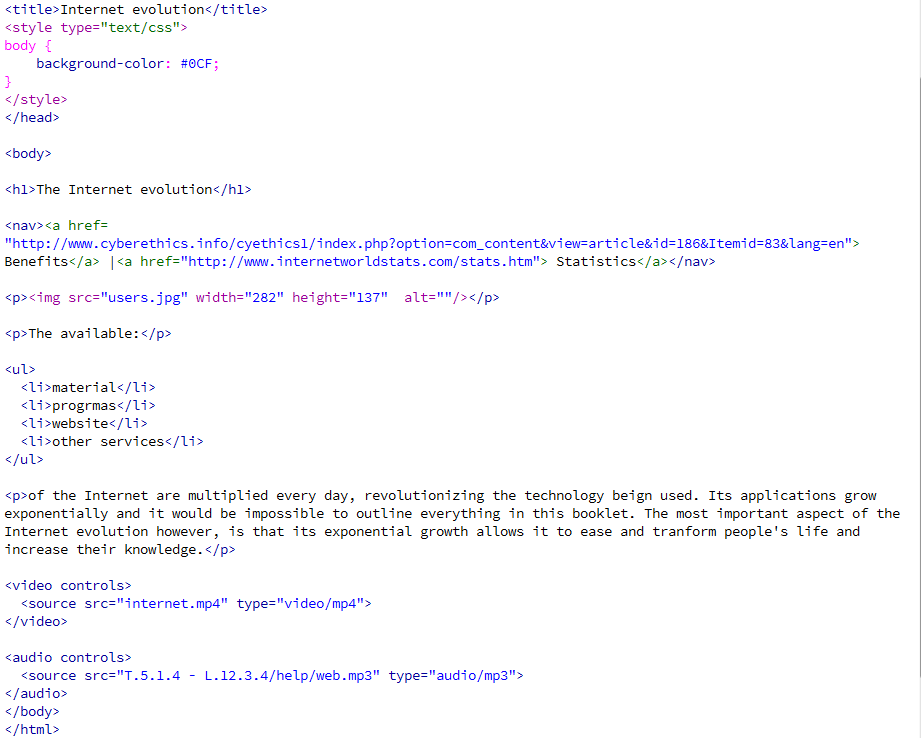 <title>Internet evolution</title>
<style type="text/css">
body {
    background-color: #0CF;
}
</style>
</head>

<body>

<h1>The Internet evolution</h1>

<nav><a href=
"http://www.cyberethics.info/cyethics1/index.php?option=com_content&view=article&id=186&Itemid=83&lang=en">
Benefits</a> |<a href="http://www.internetworldstats.com/stats.htm"> Statistics</a></nav>

<p><img src="users.jpg" width="282" height="137"  alt=""/></p>

<p>The available:</p>

<ul>
  <li>material</li>
  <li>progrmas</li>
  <li>website</li>
  <li>other services</li>
</ul>

<p>of the Internet are multiplied every day, revolutionizing the technology beign used. Its applications grow
exponentially and it would be impossible to outline everything in this booklet. The most important aspect of the
Internet evolution however, is that its exponential growth allows it to ease and tranform people's life and
increase their knowledge.</p>

<video controls>
  <source src="internet.mp4" type="video/mp4">
</video>

<audio controls>
  <source src="T.5.1.4 - L.12.3.4/help/web.mp3" type="audio/mp3">
</audio>
</body>
</html>